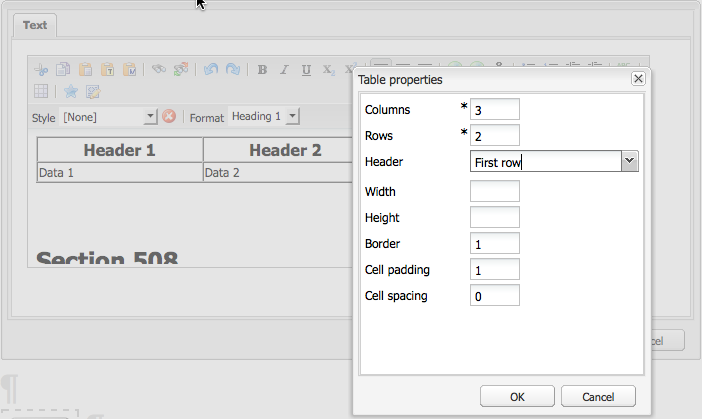 Text
B I U X₂ X²
Style [None] Format Heading 1
Header 1 Header 2
Data 1 Data 2
Section 508
Table properties
Columns * 3
Rows * 2
Header First row
Width
Height
Border 1
Cell padding 1
Cell spacing 0
OK Cancel
cel
¶
¶